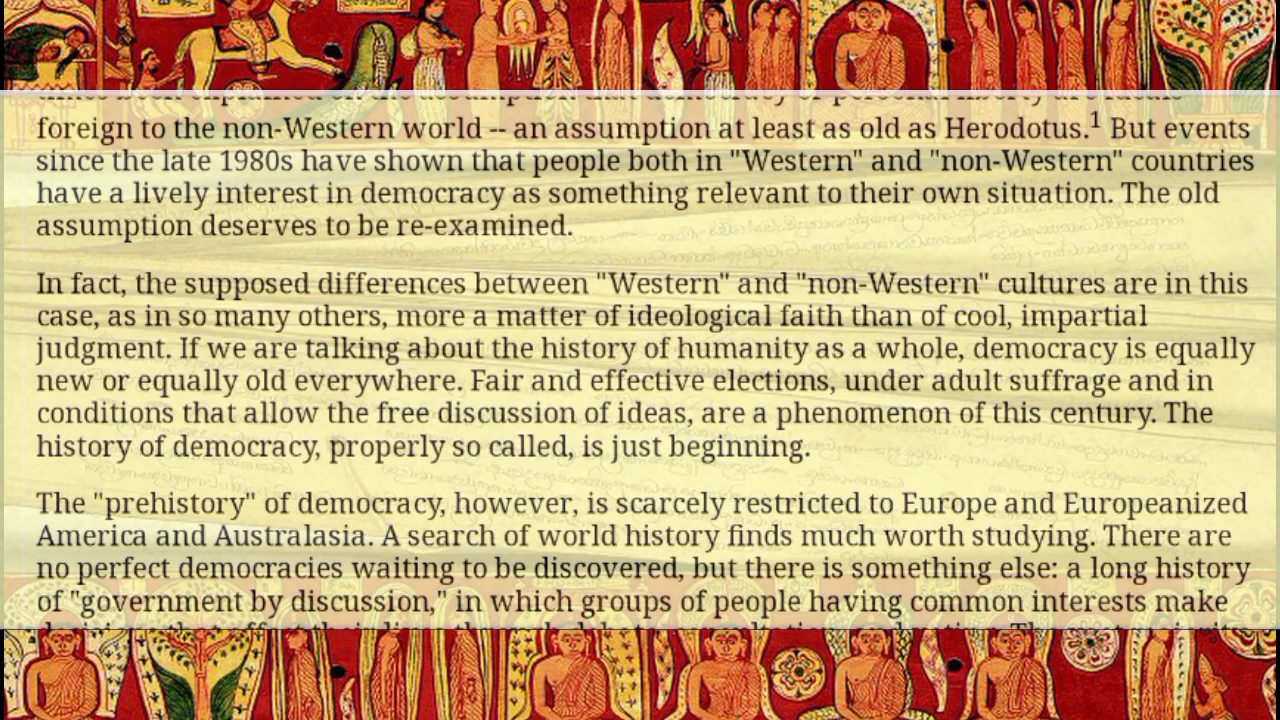 foreign to the non-Western world -- an assumption at least as old as Herodotus.1 But events
since the late 1980s have shown that people both in "Western" and "non-Western" countries
have a lively interest in democracy as something relevant to their own situation. The old
assumption deserves to be re-examined.
In fact, the supposed differences between "Western" and "non-Western" cultures are in this
case, as in so many others, more a matter of ideological faith than of cool, impartial
judgment. If we are talking about the history of humanity as a whole, democracy is equally
new or equally old everywhere. Fair and effective elections, under adult suffrage and in
conditions that allow the free discussion of ideas, are a phenomenon of this century. The
history of democracy, properly so called, is just beginning.
The "prehistory" of democracy, however, is scarcely restricted to Europe and Europeanized
America and Australasia. A search of world history finds much worth studying. There are
no perfect democracies waiting to be discovered, but there is something else: a long history
of "government by discussion," in which groups of people having common interests make